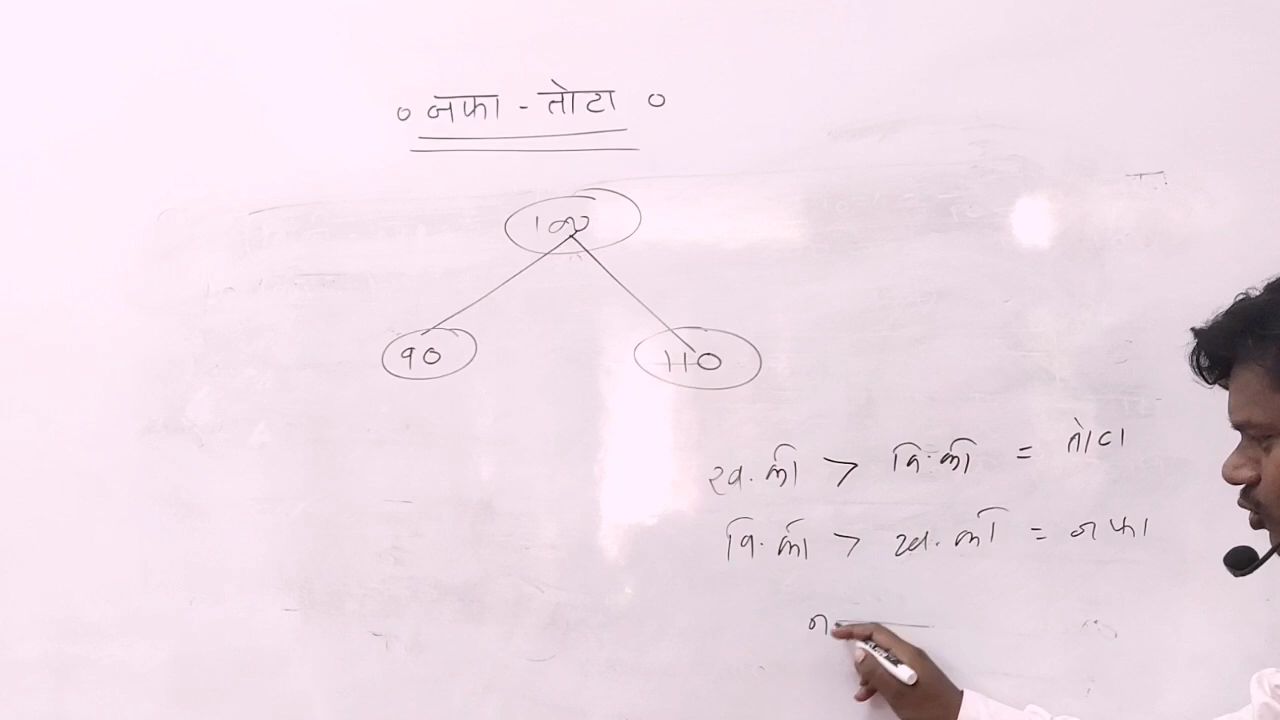 ० नफा - तोटा ०
100
90 110
ख.की > वि.की = तोटा
वि.की > ख.की = नफा
न